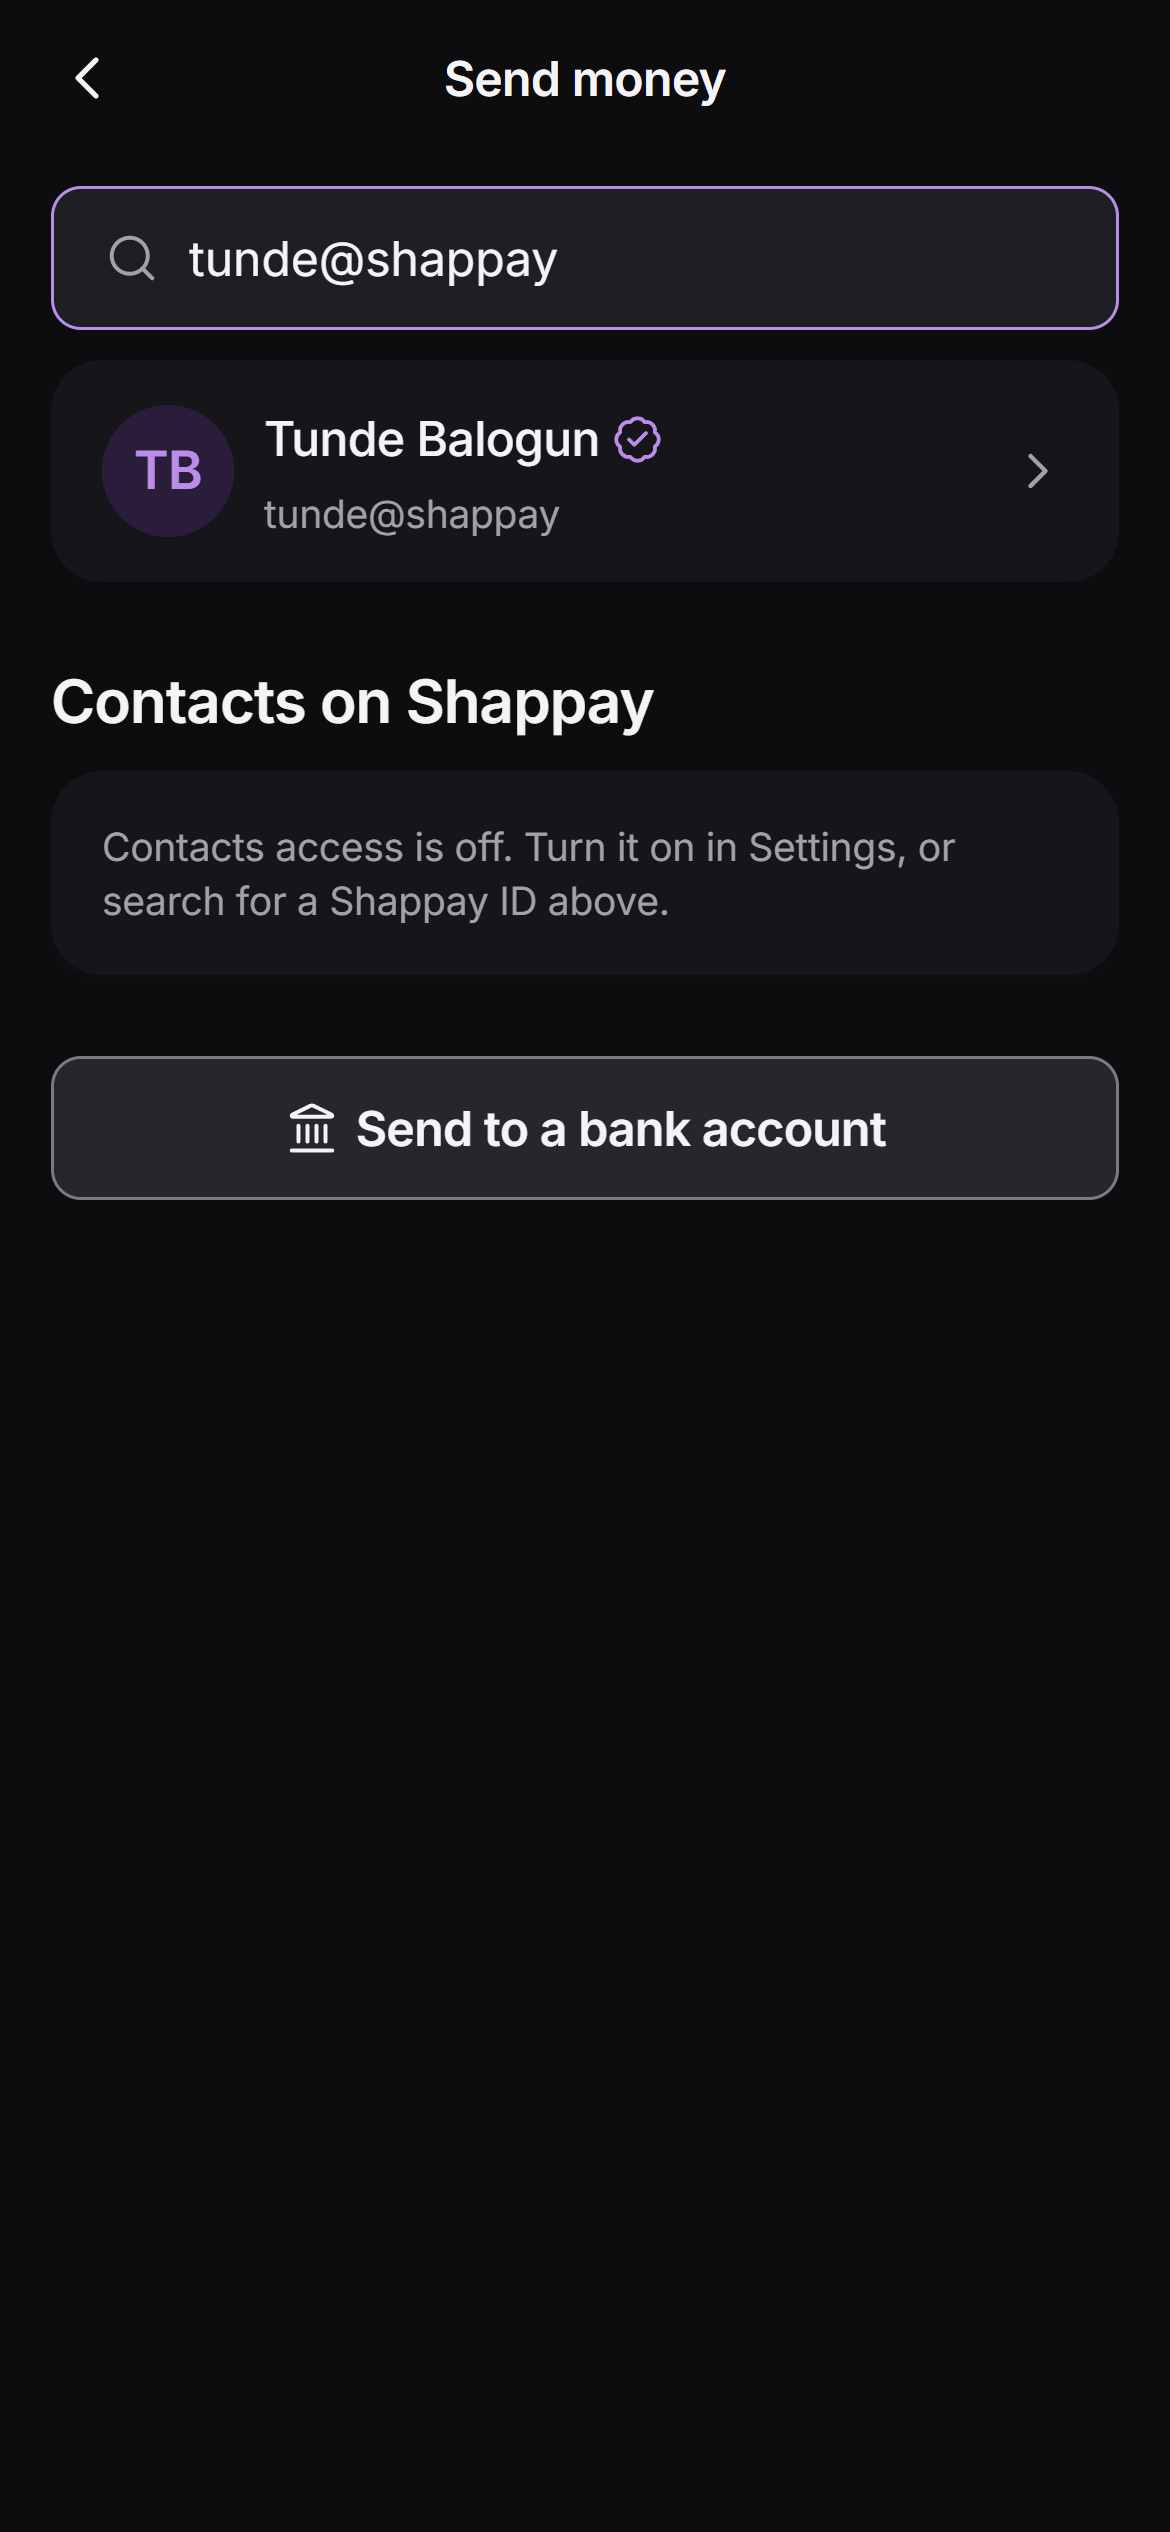 Send money
tunde@shappay
TB
Tunde Balogun
tunde@shappay
Contacts on Shappay
Contacts access is off. Turn it on in Settings, or
search for a Shappay ID above.
Send to a bank account